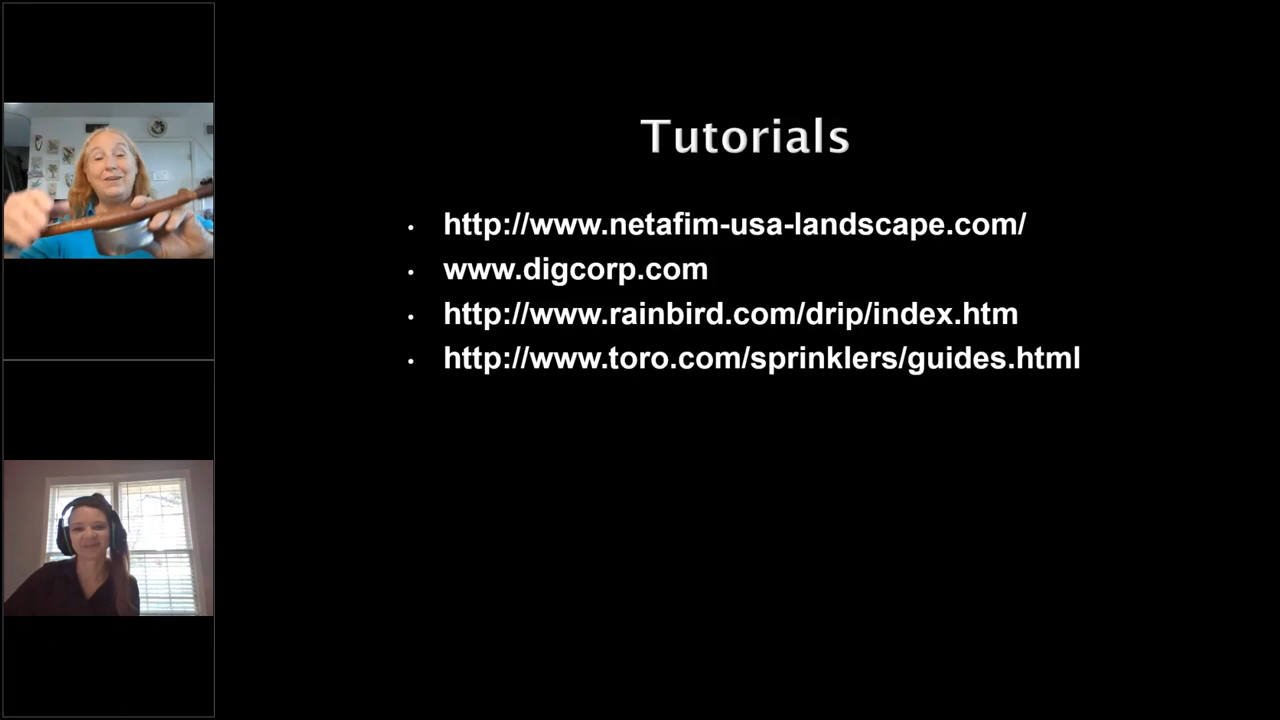 Tutorials
http://www.netafim-usa-landscape.com/
www.digcorp.com
http://www.rainbird.com/drip/index.htm
http://www.toro.com/sprinklers/guides.html